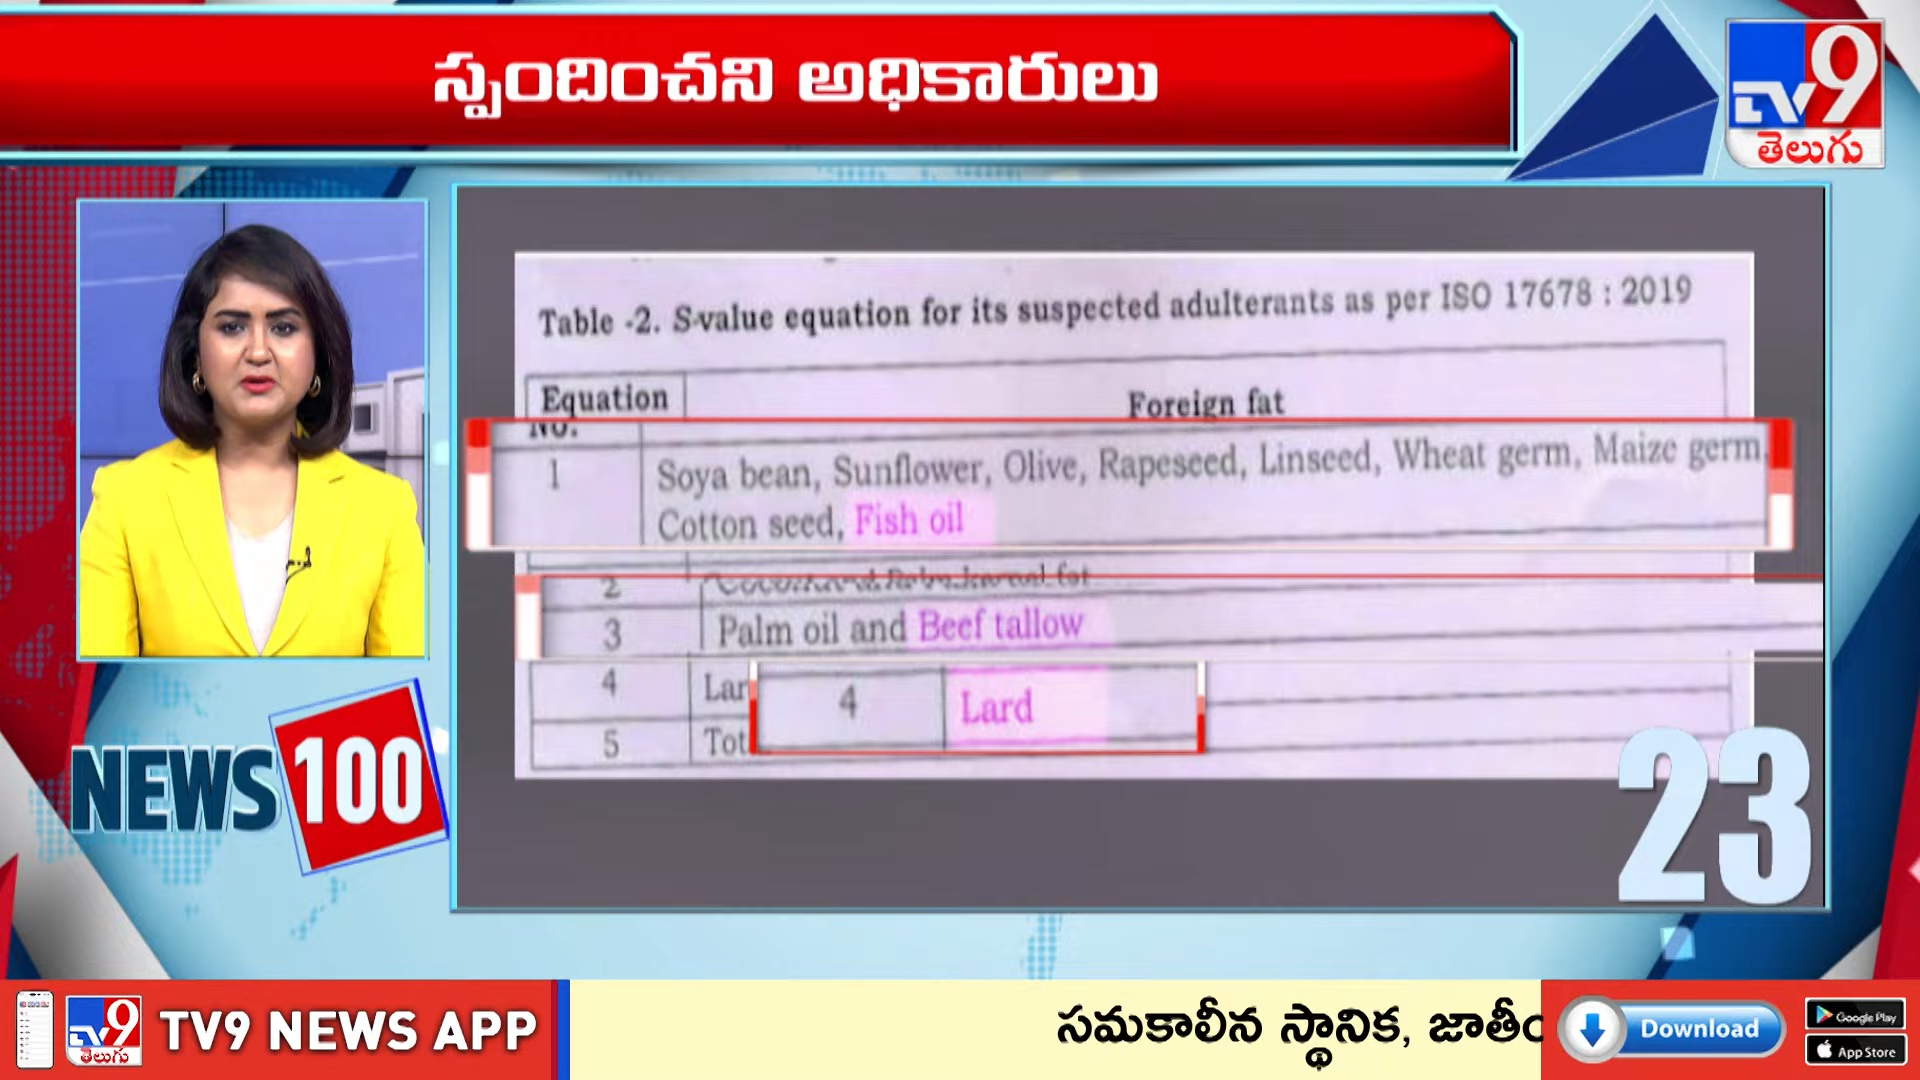 స్పందించని అధికారులు
TV9
తెలుగు
Table -2. S-value equation for its suspected adulterants as per ISO 17678 : 2019
Equation No.
Foreign fat
1 Soya bean, Sunflower, Olive, Rapeseed, Linseed, Wheat germ, Maize germ,
Cotton seed, Fish oil
2
3 Palm oil and Beef tallow
4 Lar
4 Lard
5 Tot
NEWS 100
23
TV9
తెలుగు
TV9 NEWS APP
సమకాలీన స్థానిక,
Download
Google Play
App Store